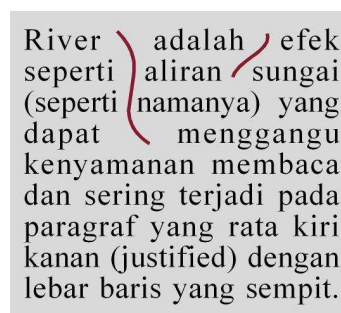 River adalah efek
seperti aliran sungai
(seperti namanya) yang
dapat menggangu
kenyamanan membaca
dan sering terjadi pada
paragraf yang rata kiri
kanan (justified) dengan
lebar baris yang sempit.